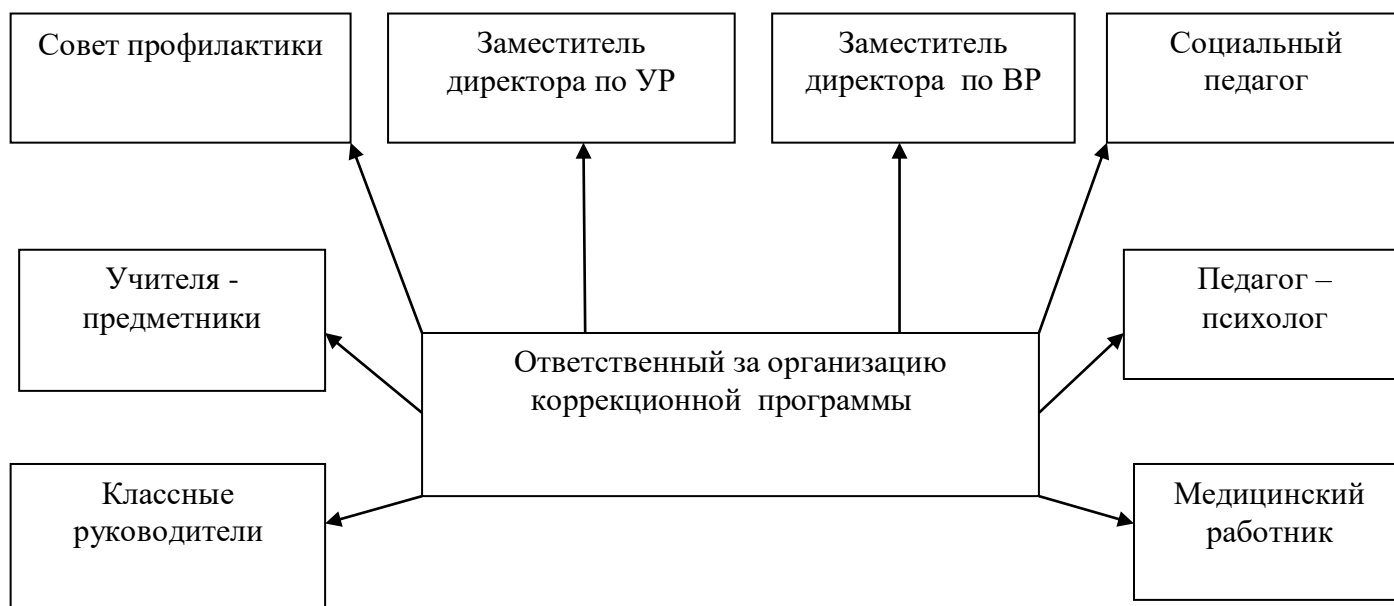 Совет профилактики
Заместитель
директора по УР
Заместитель
директора по ВР
Социальный
педагог
Учителя -
предметники
Педагог –
психолог
Ответственный за организацию
коррекционной программы
Классные
руководители
Медицинский
работник